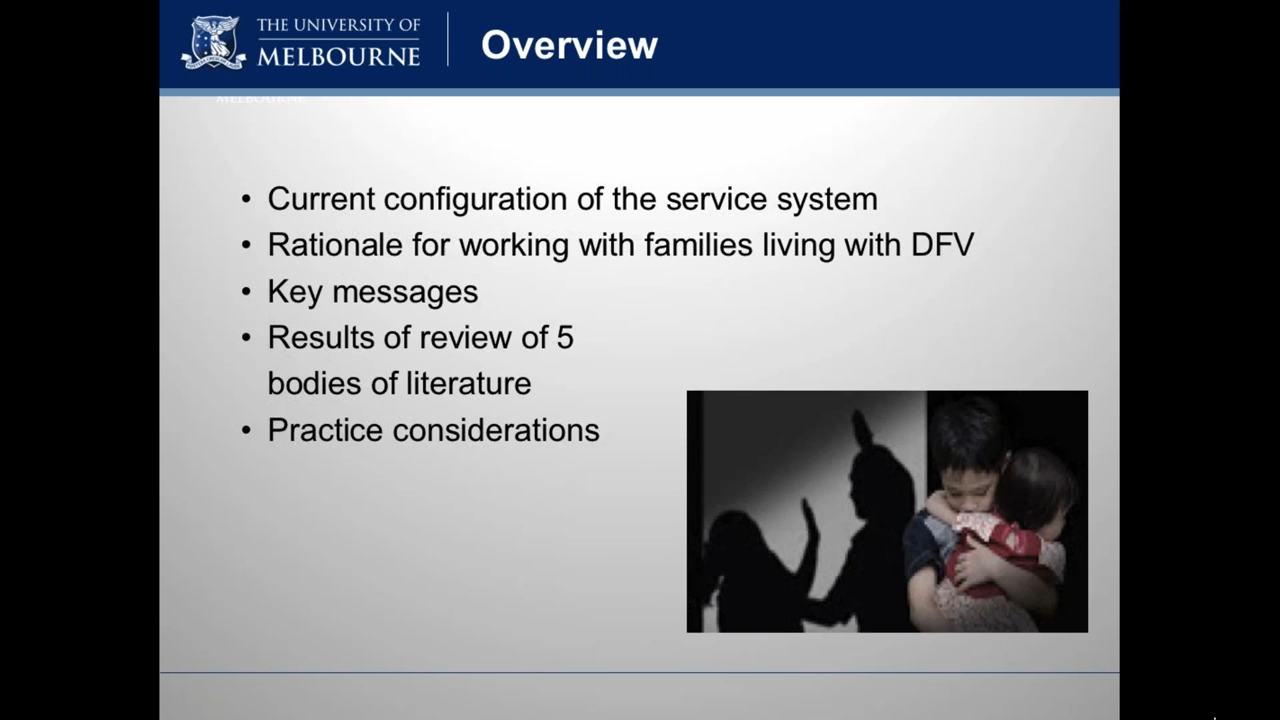 THE UNIVERSITY OF
MELBOURNE
Overview
MELBOURNE
• Current configuration of the service system
• Rationale for working with families living with DFV
• Key messages
• Results of review of 5
bodies of literature
• Practice considerations